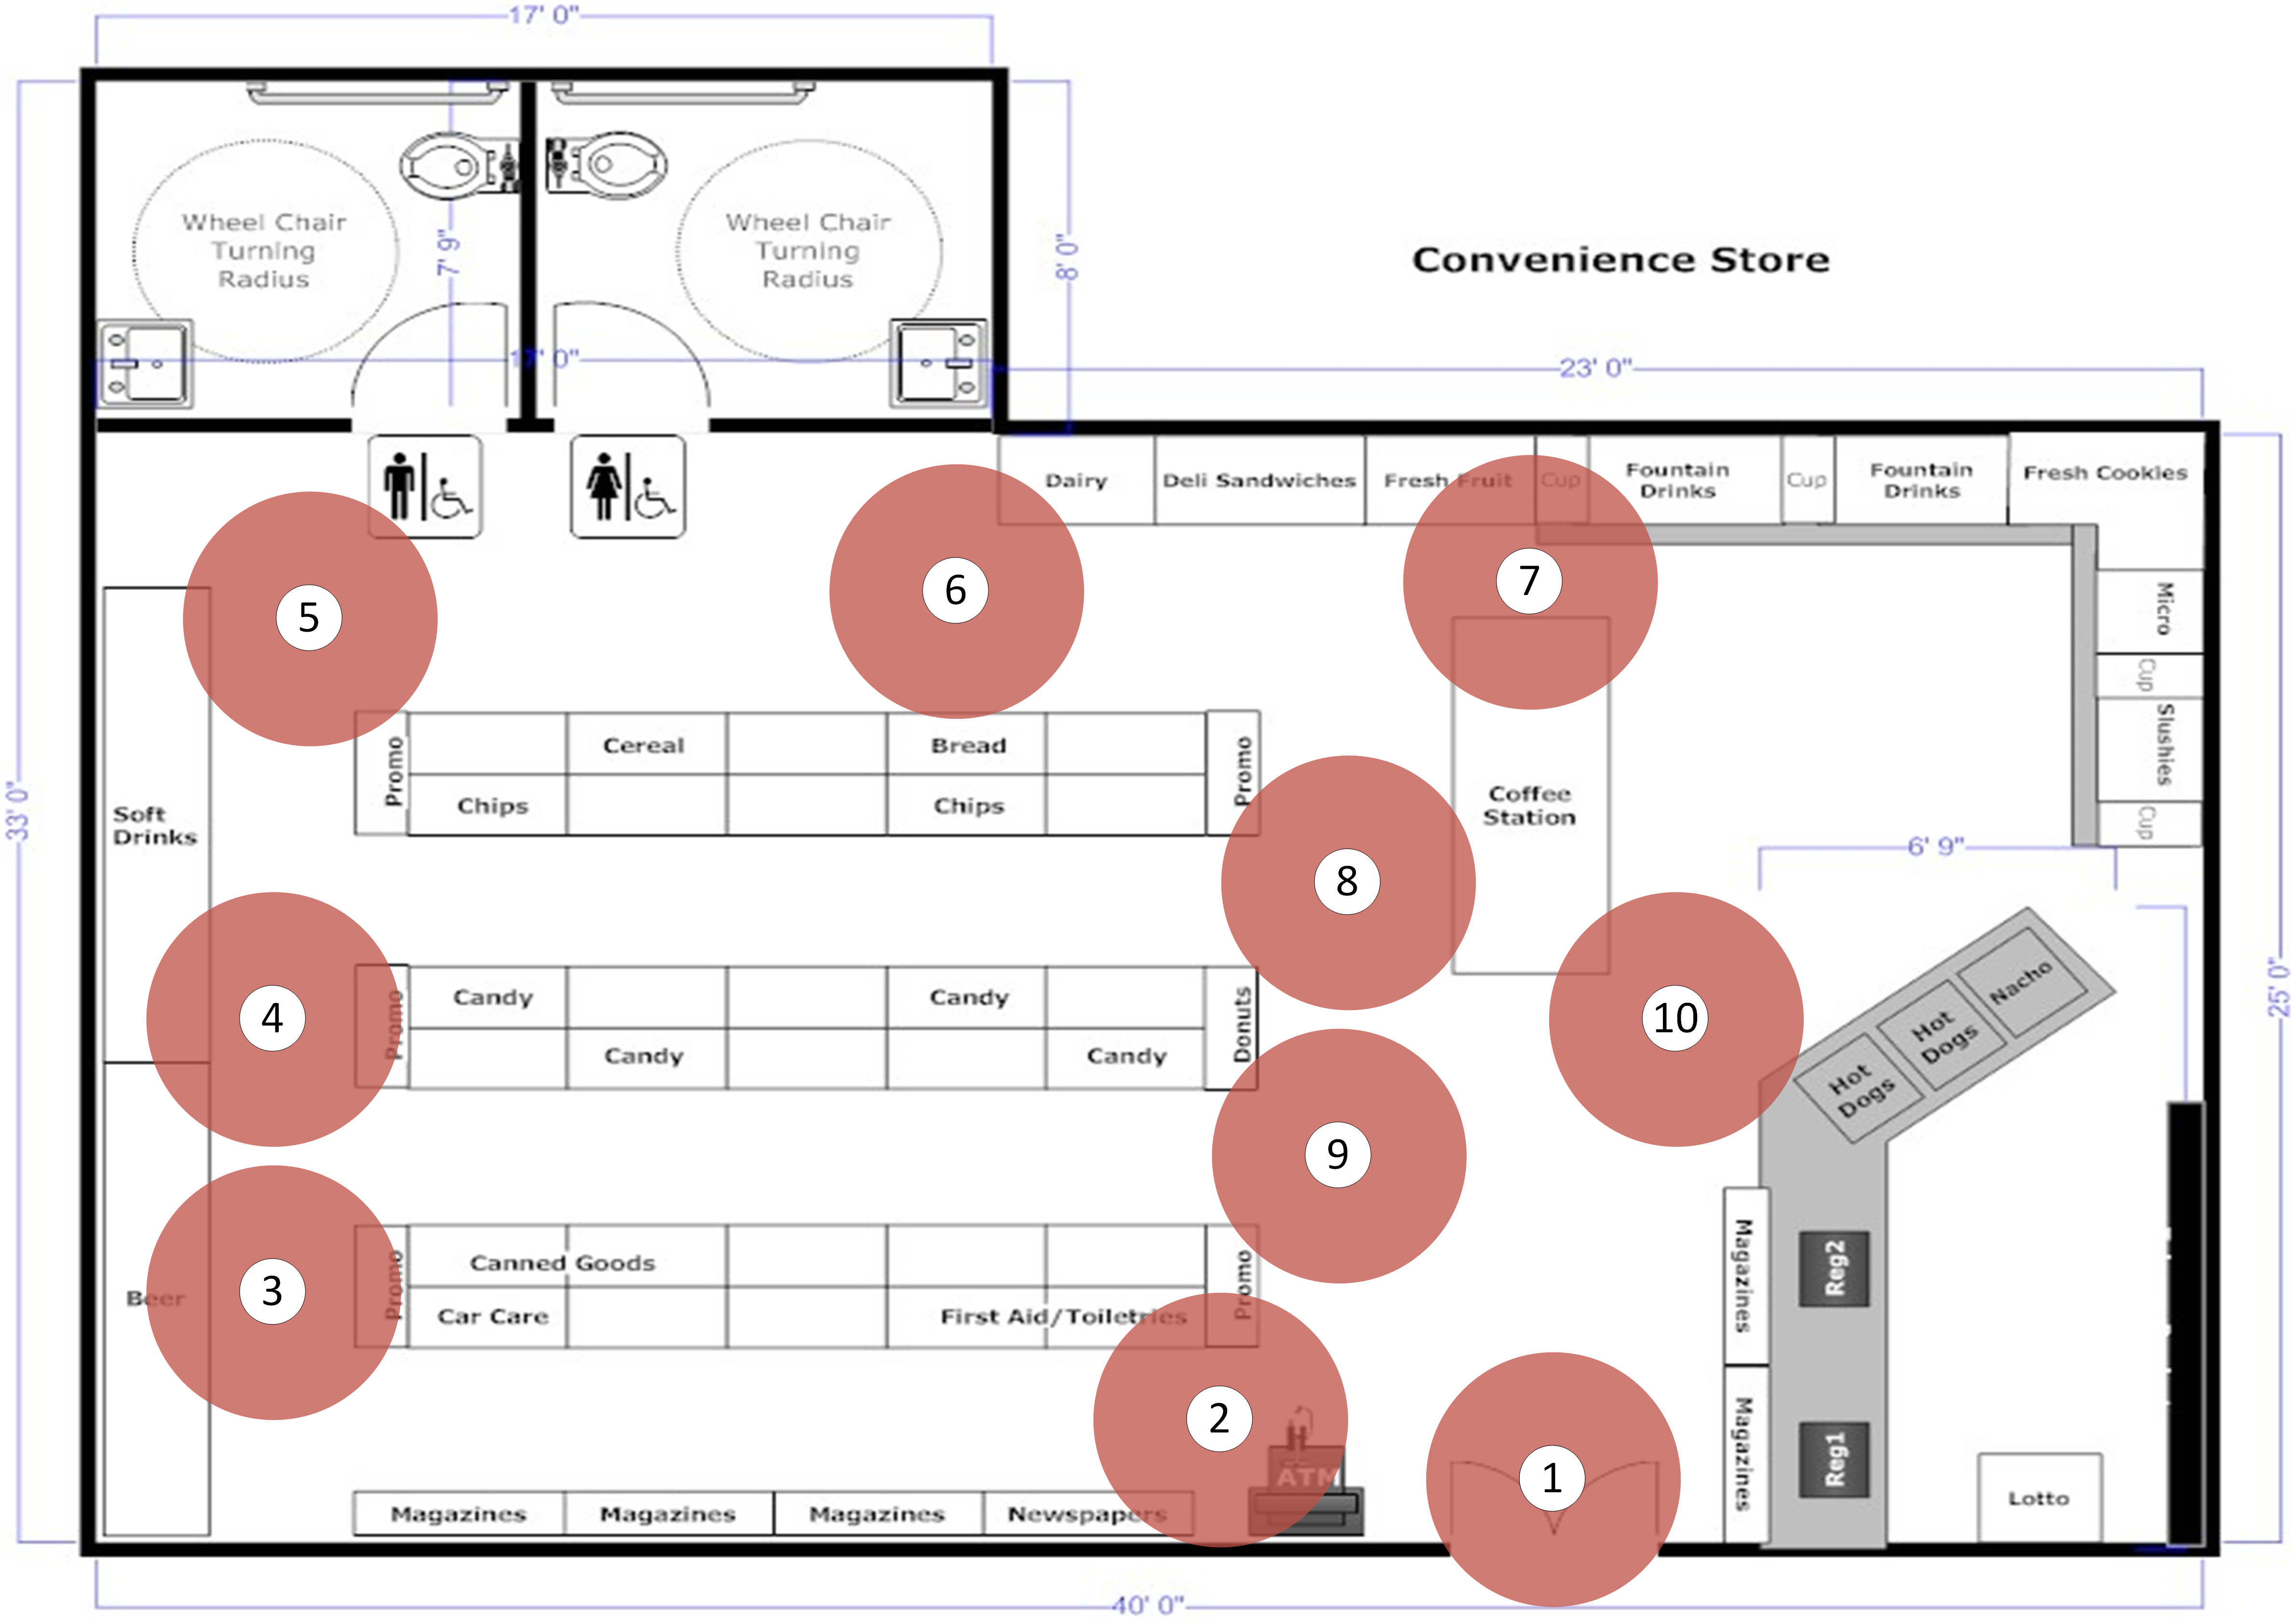 17' 0"
Wheel Chair
Turning
Radius
Wheel Chair
Turning
Radius
7' 9"
8' 0"
Convenience Store
17' 0"
23' 0"
Dairy
Deli Sandwiches
Fresh Fruit
Cup
Fountain
Drinks
Cup
Fountain
Drinks
Fresh Cookies
5
6
7
Micro
Cup
Slushies
Cup
Promo
Cereal
Bread
Promo
Chips
Chips
Soft
Drinks
Coffee
Station
33' 0"
6' 9"
8
25' 0"
4
Promo
Candy
Candy
Donuts
Candy
Candy
10
Nacho
Hot
Dogs
Hot
Dogs
9
3
Beer
Promo
Canned Goods
Promo
Car Care
First Aid/Toiletries
Magazines
Reg2
2
ATM
1
Magazines
Reg1
Lotto
Magazines
Magazines
Magazines
Newspapers
40' 0"